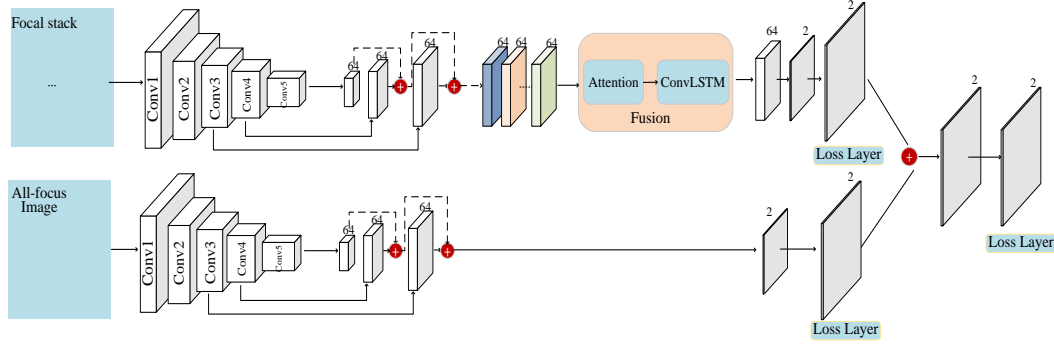 Focal stack
...
Conv1
Conv2
Conv3
Conv4
Conv5
64
64
64
+
+
64
64
64
....
Attention
ConvLSTM
Fusion
64
2
2
Loss Layer
+
2
2
Loss Layer
All-focus
Image
Conv1
Conv2
Conv3
Conv4
Conv5
64
64
64
+
+
2
2
Loss Layer